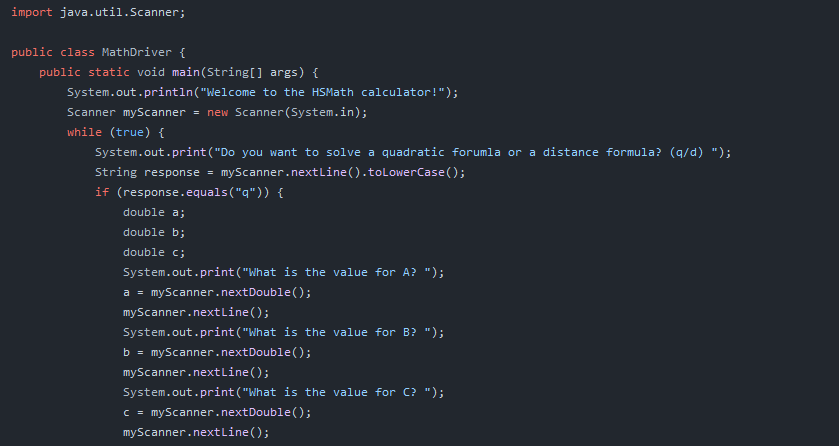 import java.util.Scanner;
public class MathDriver {
public static void main(String[] args) {
System.out.println("Welcome to the HSMath calculator!");
Scanner myScanner = new Scanner(System.in);
while (true) {
System.out.print("Do you want to solve a quadratic forumla or a distance formula? (q/d) ");
String response = myScanner.nextLine().toLowerCase();
if (response.equals("q")) {
double a;
double b;
double c;
System.out.print("What is the value for A? ");
a = myScanner.nextDouble();
myScanner.nextLine();
System.out.print("What is the value for B? ");
b = myScanner.nextDouble();
myScanner.nextLine();
System.out.print("What is the value for C? ");
c = myScanner.nextDouble();
myScanner.nextLine();